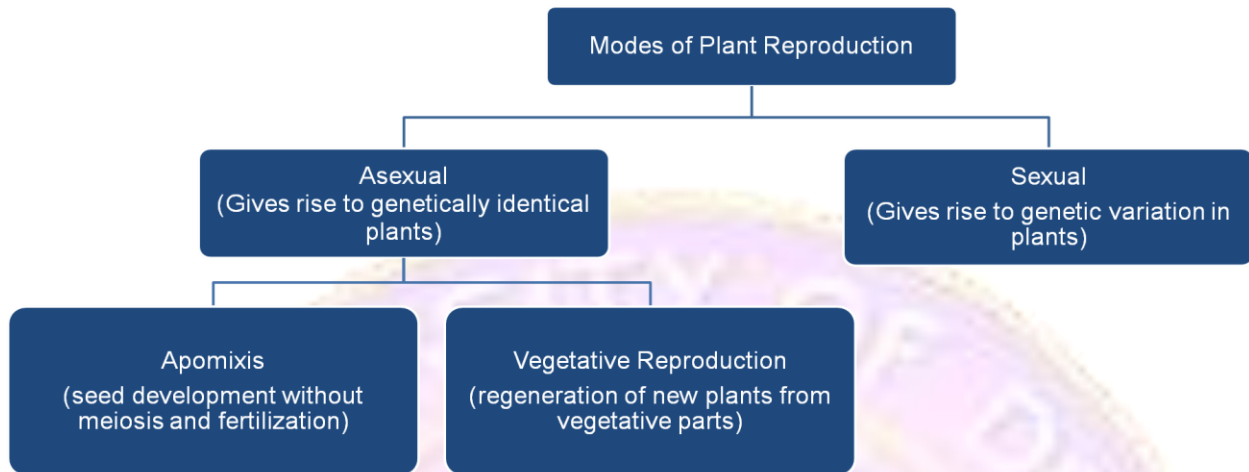 Modes of Plant Reproduction
Asexual
(Gives rise to genetically identical
plants)
Sexual
(Gives rise to genetic variation in
plants)
Apomixis
(seed development without
meiosis and fertilization)
Vegetative Reproduction
(regeneration of new plants from
vegetative parts)